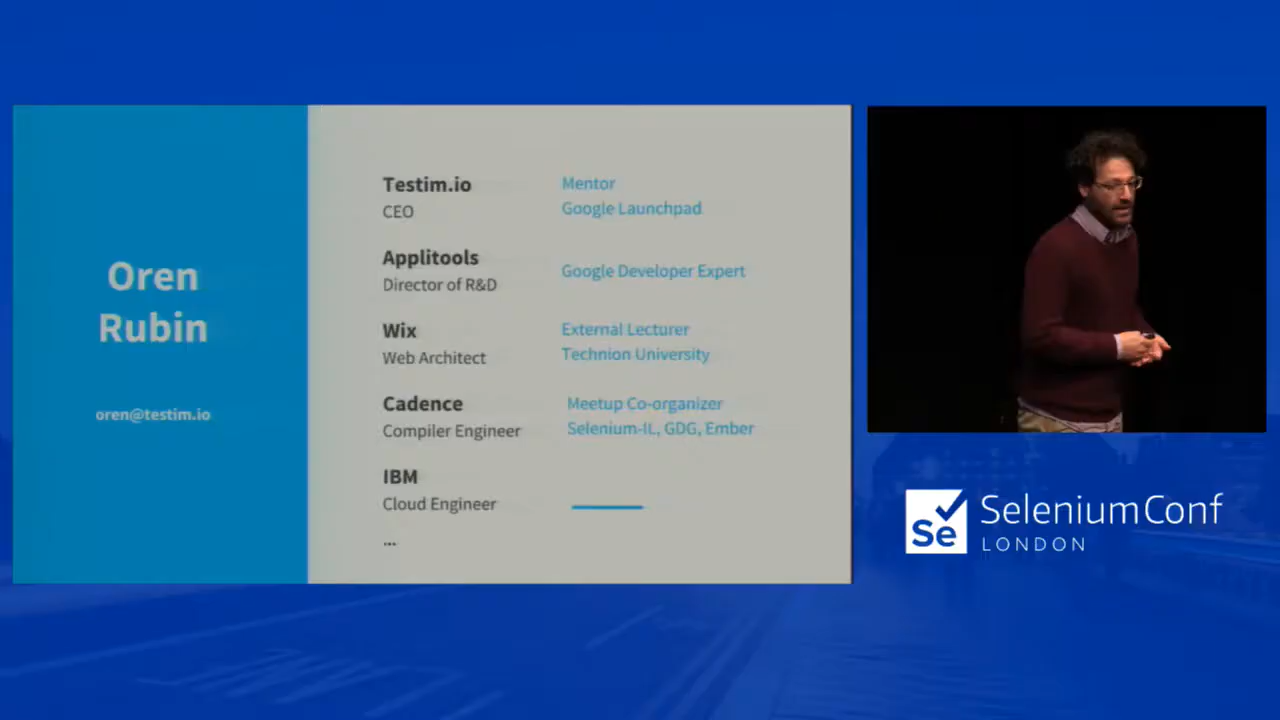 Oren
Rubin
oren@testim.io
Testim.io
CEO
Applitools
Director of R&D
Wix
Web Architect
Cadence
Compiler Engineer
IBM
Cloud Engineer
...
Mentor
Google Launchpad
Google Developer Expert
External Lecturer
Technion University
Meetup Co-organizer
Selenium-IL, GDG, Ember
Se
SeleniumConf
LONDON